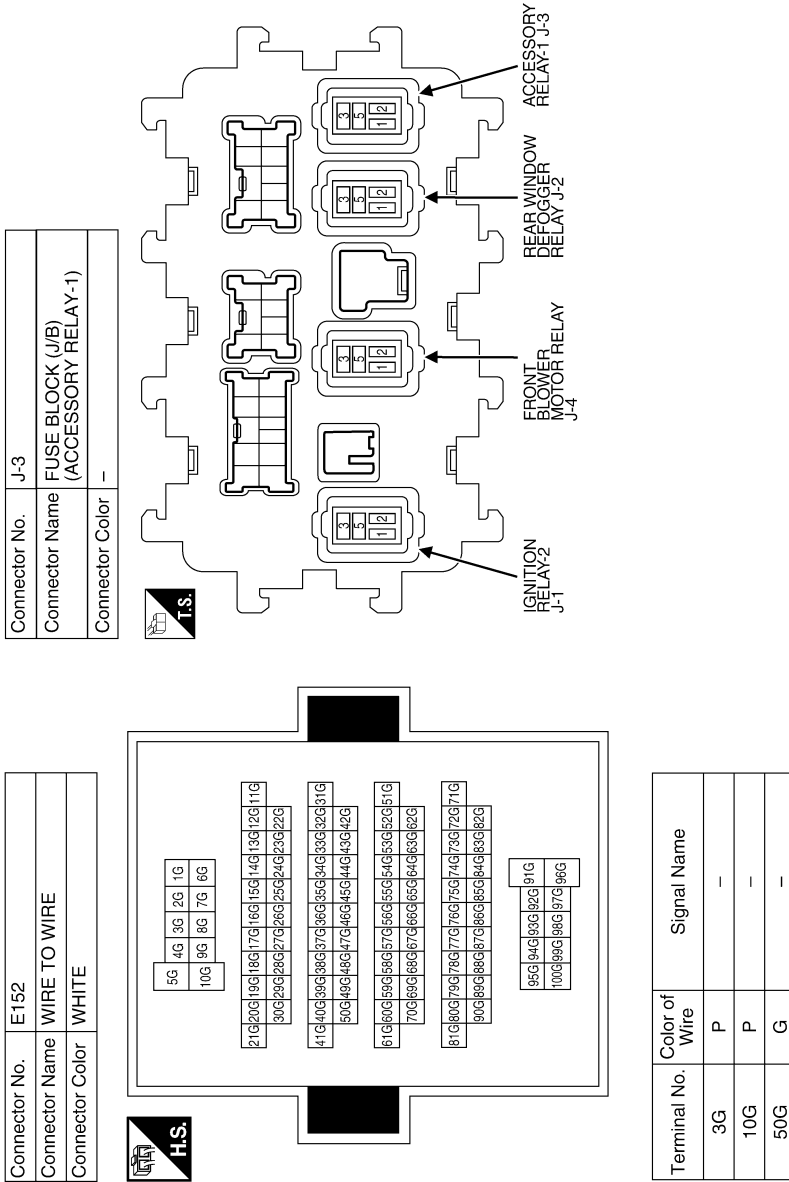 Connector No. E152
Connector Name WIRE TO WIRE
Connector Color WHITE
H.S.
5G 4G 3G 2G 1G
10G 9G 8G 7G 6G
21G 20G 19G 18G 17G 16G 15G 14G 13G 12G 11G
30G 29G 28G 27G 26G 25G 24G 23G 22G
41G 40G 39G 38G 37G 36G 35G 34G 33G 32G 31G
50G 49G 48G 47G 46G 45G 44G 43G 42G
61G 60G 59G 58G 57G 56G 55G 54G 53G 52G 51G
70G 69G 68G 67G 66G 65G 64G 63G 62G
81G 80G 79G 78G 77G 76G 75G 74G 73G 72G 71G
90G 89G 88G 87G 86G 85G 84G 83G 82G
95G 94G 93G 92G 91G
100G 99G 98G 97G 96G
Terminal No. Color of Wire Signal Name
3G P –
10G P –
50G G –
Connector No. J-3
Connector Name FUSE BLOCK (J/B)
(ACCESSORY RELAY-1)
Connector Color –
T.S.
3
5
1 2
3
5
1 2
3
5
1 2
3
5
1 2
IGNITION
RELAY-2
J-1
FRONT
BLOWER
MOTOR RELAY
J-4
REAR WINDOW
DEFOGGER
RELAY J-2
ACCESSORY
RELAY-1 J-3